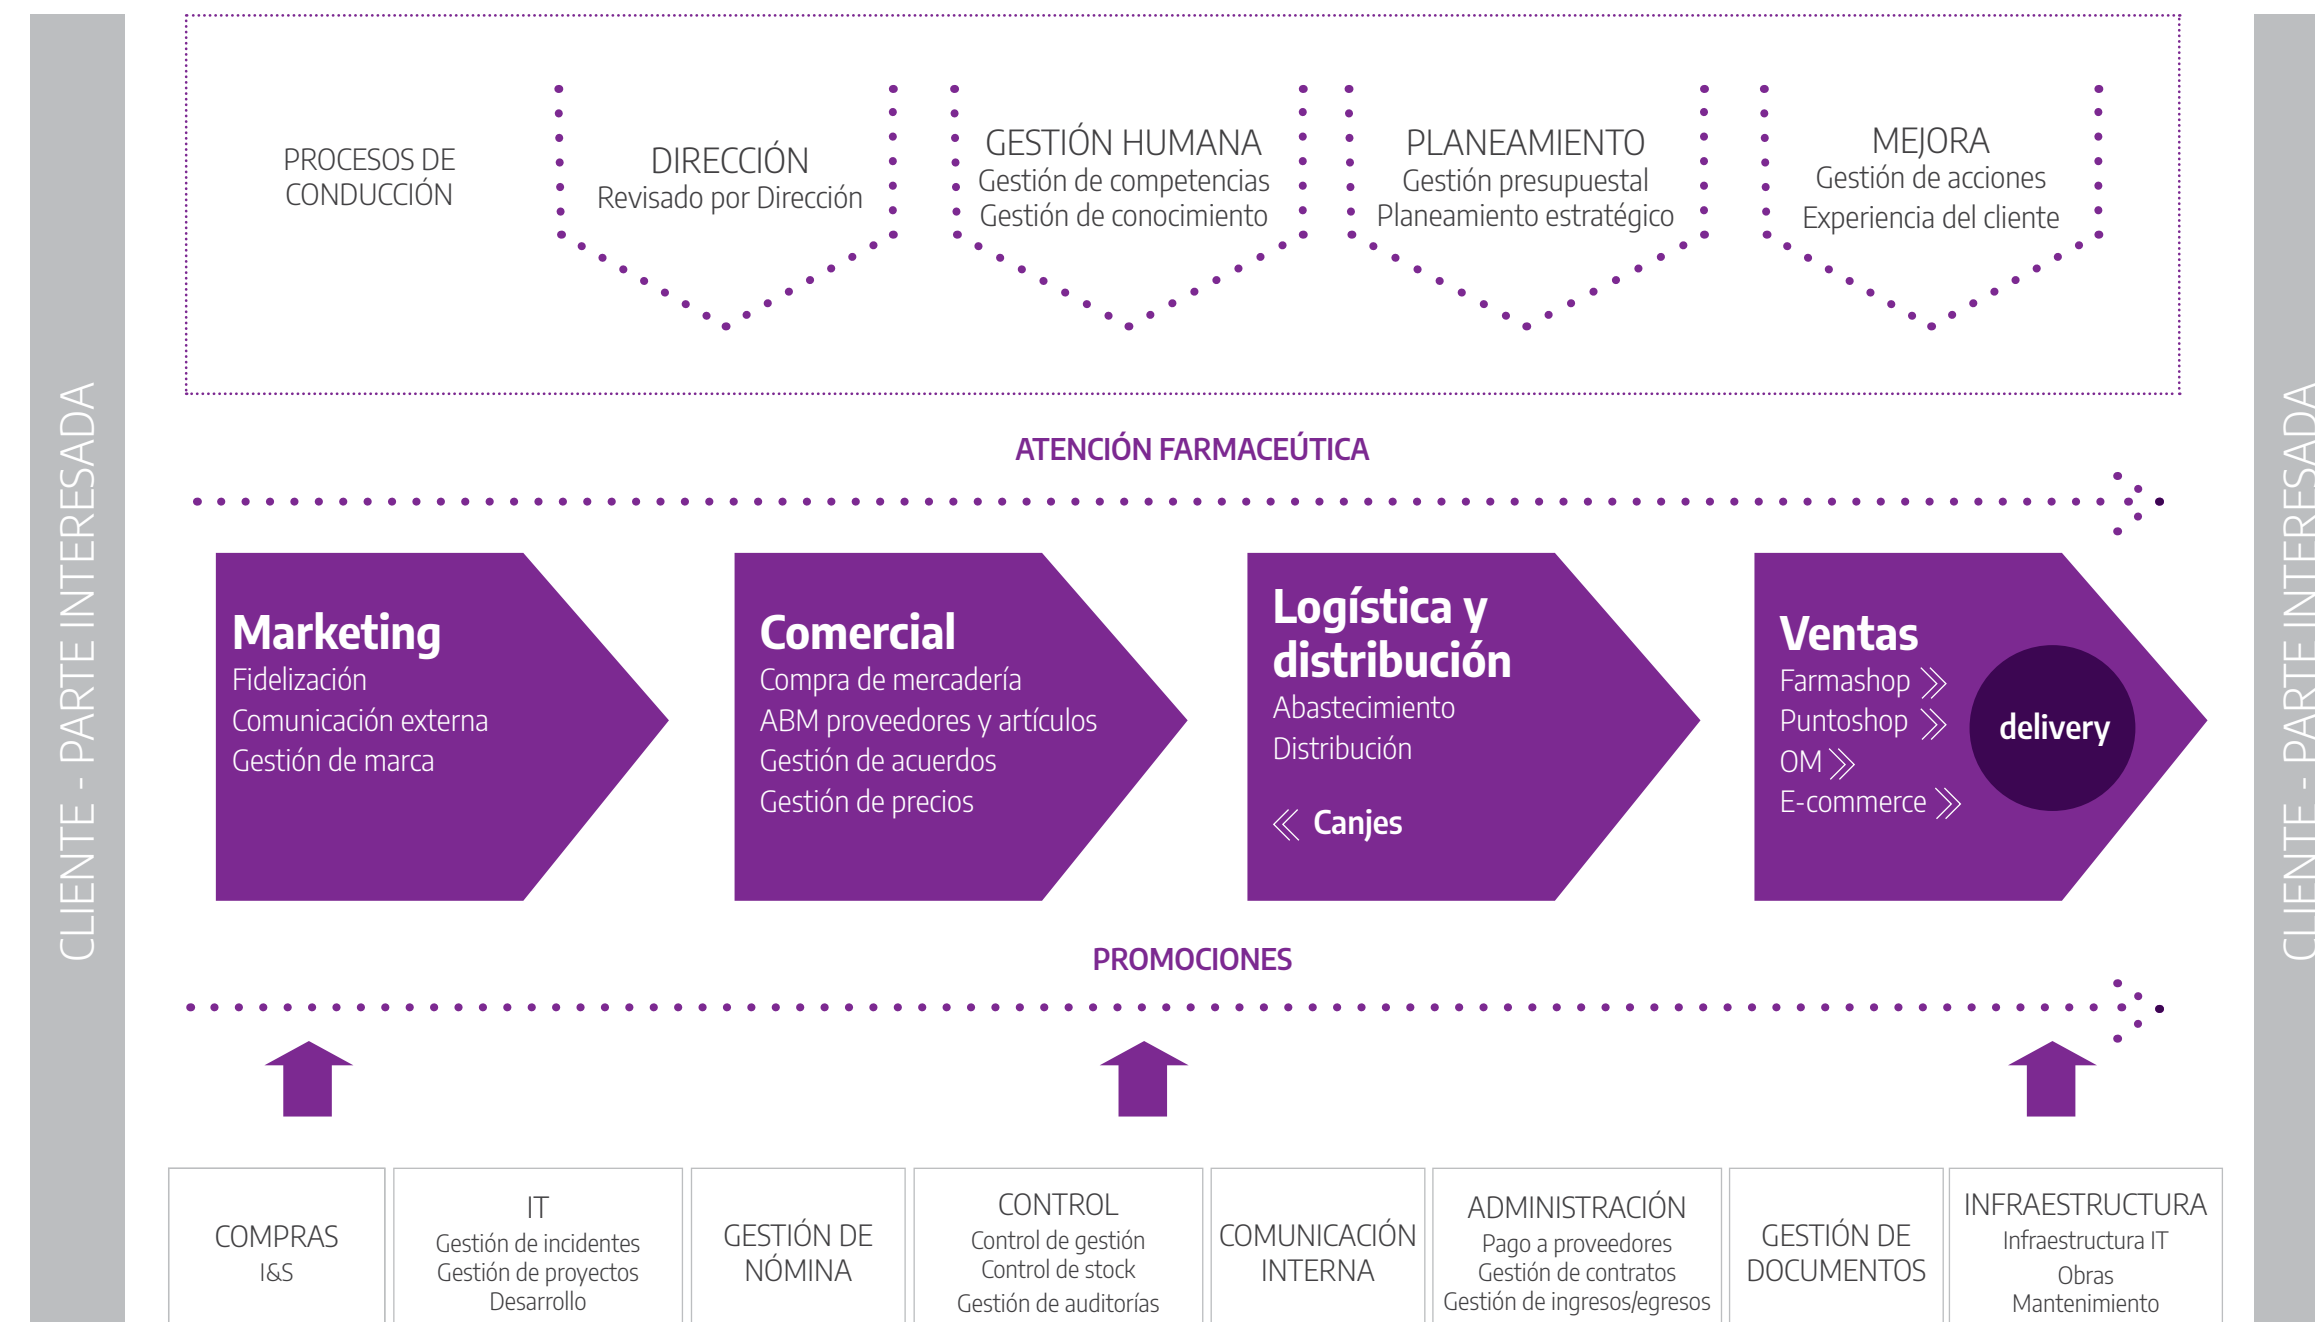 CLIENTE - PARTE INTERESADA
PROCESOS DE
CONDUCCIÓN
DIRECCIÓN
Revisado por Dirección
GESTIÓN HUMANA
Gestión de competencias
Gestión de conocimiento
PLANEAMIENTO
Gestión presupuestal
Planeamiento estratégico
MEJORA
Gestión de acciones
Experiencia del cliente
ATENCIÓN FARMACEÚTICA
Marketing
Fidelización
Comunicación externa
Gestión de marca
Comercial
Compra de mercadería
ABM proveedores y artículos
Gestión de acuerdos
Gestión de precios
Logística y
distribución
Abastecimiento
Distribución
Canjes
Ventas
Farmashop
Puntoshop
OM
E-commerce
delivery
PROMOCIONES
COMPRAS
I&S
IT
Gestión de incidentes
Gestión de proyectos
Desarrollo
GESTIÓN DE
NÓMINA
CONTROL
Control de gestión
Control de stock
Gestión de auditorías
COMUNICACIÓN
INTERNA
ADMINISTRACIÓN
Pago a proveedores
Gestión de contratos
Gestión de ingresos/egresos
GESTIÓN DE
DOCUMENTOS
INFRAESTRUCTURA
Infraestructura IT
Obras
Mantenimiento
CLIENTE - PARTE INTERESADA